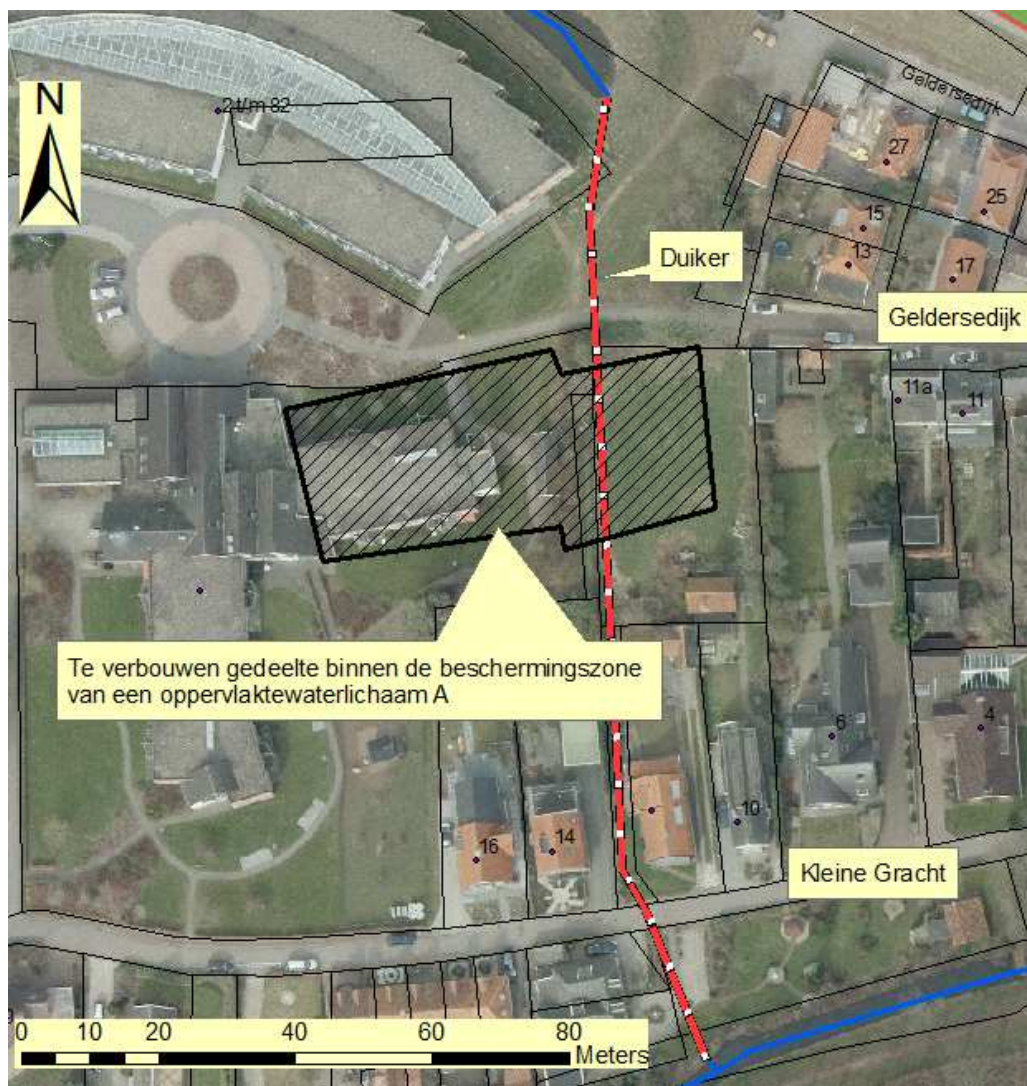 N
2 t/m 82
Geldersedijk
27
25
15
13
17
Duiker
Geldersedijk
11a
11
Te verbouwen gedeelte binnen de beschermingszone
van een oppervlaktewaterlichaam A
6
4
10
16
14
Kleine Gracht
0 10 20 40 60 80
Meters